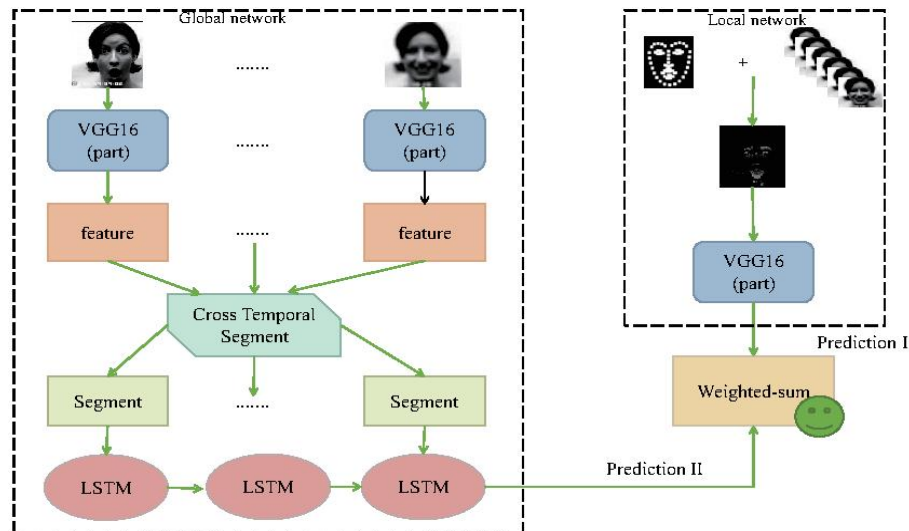 Global network
Local network
.......
+
VGG16
(part)
.......
VGG16
(part)
feature
.......
feature
VGG16
(part)
Cross Temporal
Segment
Prediction I
Segment
.......
Segment
Weighted-sum
LSTM
LSTM
LSTM
Prediction II